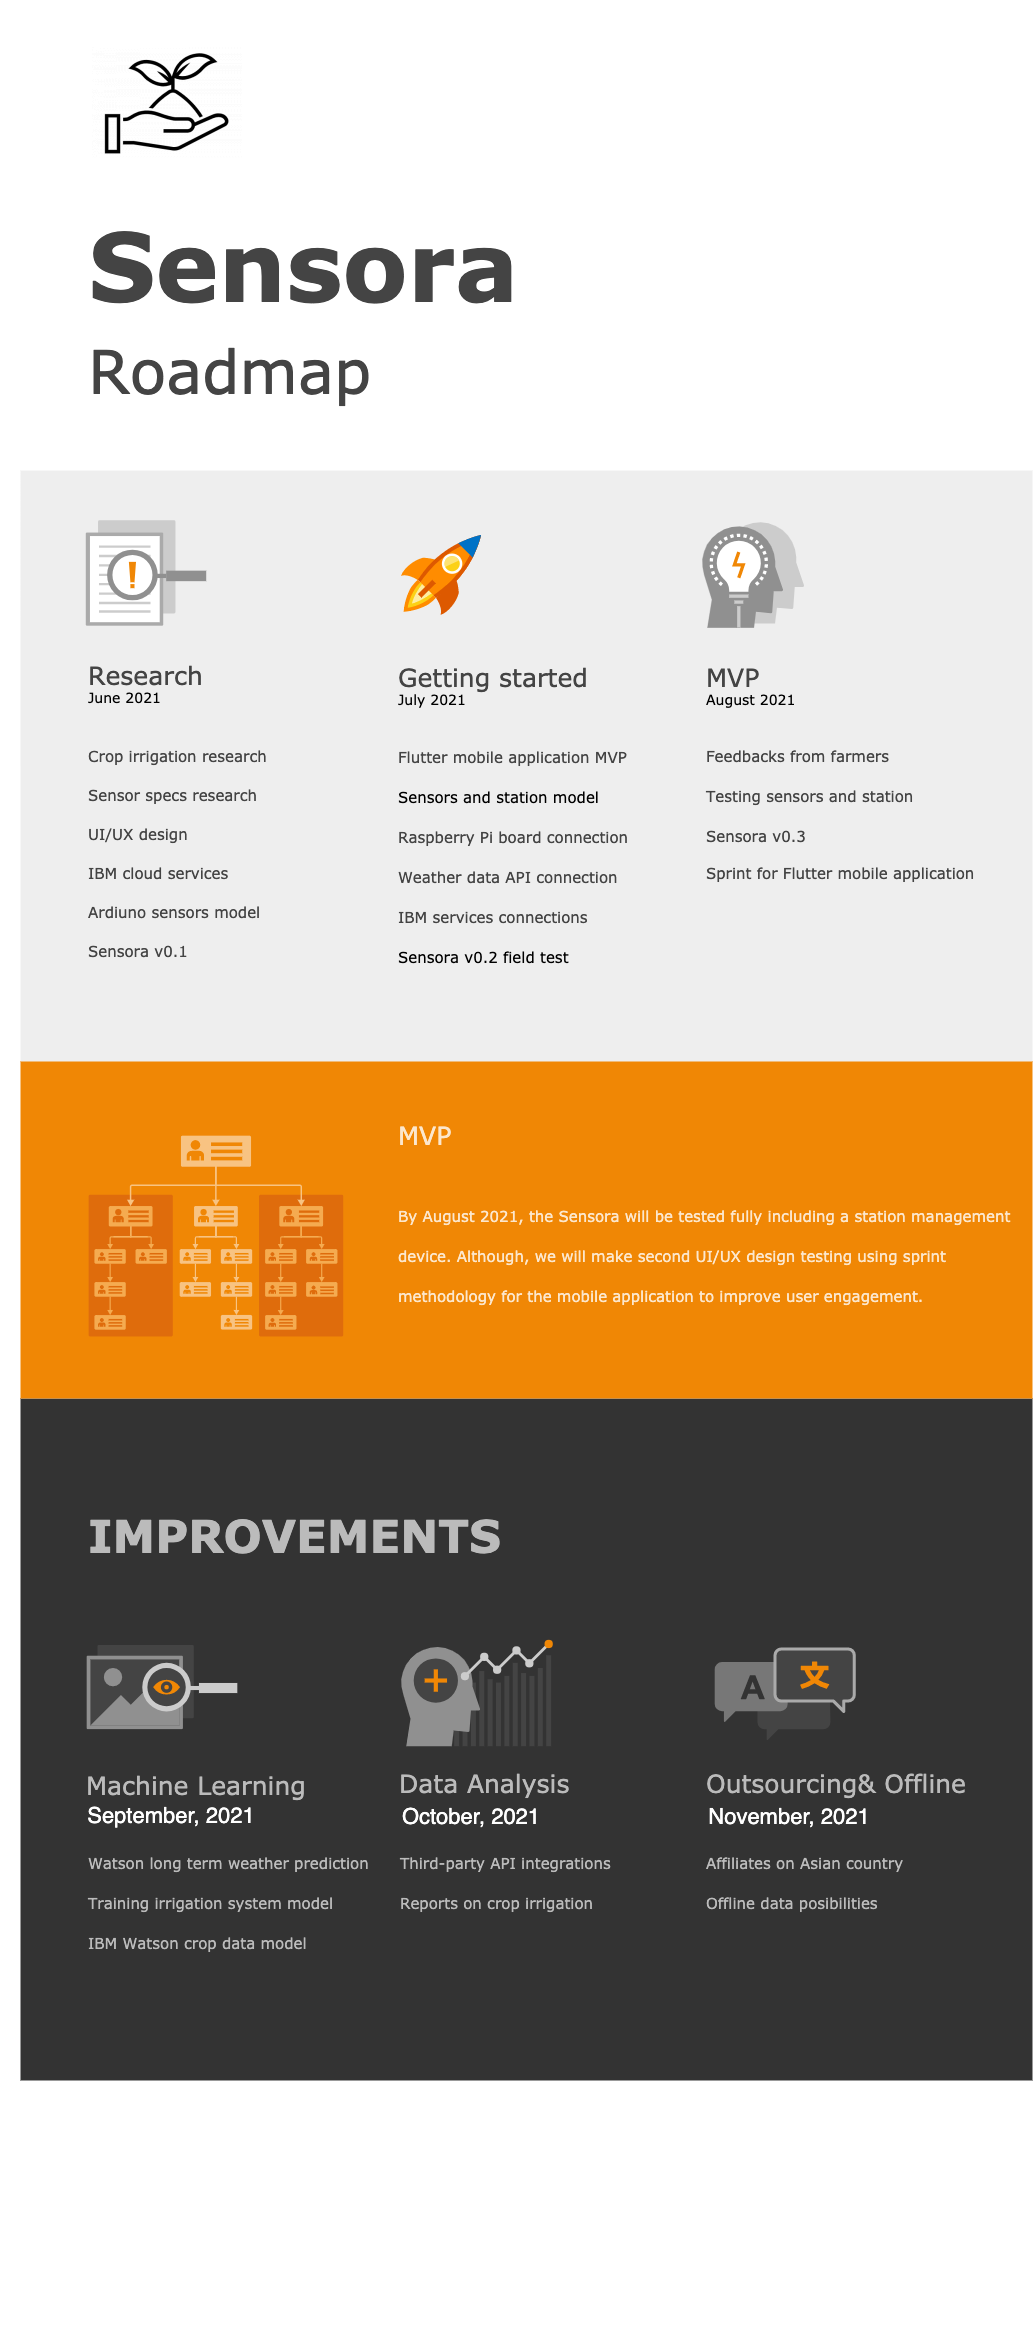 Sensora
Roadmap
Research
June 2021
Crop irrigation research
Sensor specs research
UI/UX design
IBM cloud services
Ardiuno sensors model
Sensora v0.1
Getting started
July 2021
Flutter mobile application MVP
Sensors and station model
Raspberry Pi board connection
Weather data API connection
IBM services connections
Sensora v0.2 field test
MVP
August 2021
Feedbacks from farmers
Testing sensors and station
Sensora v0.3
Sprint for Flutter mobile application
MVP
By August 2021, the Sensora will be tested fully including a station management
device. Although, we will make second UI/UX design testing using sprint
methodology for the mobile application to improve user engagement.
IMPROVEMENTS
Machine Learning
September, 2021
Watson long term weather prediction
Training irrigation system model
IBM Watson crop data model
Data Analysis
October, 2021
Third-party API integrations
Reports on crop irrigation
A
文
Outsourcing& Offline
November, 2021
Affiliates on Asian country
Offline data posibilities